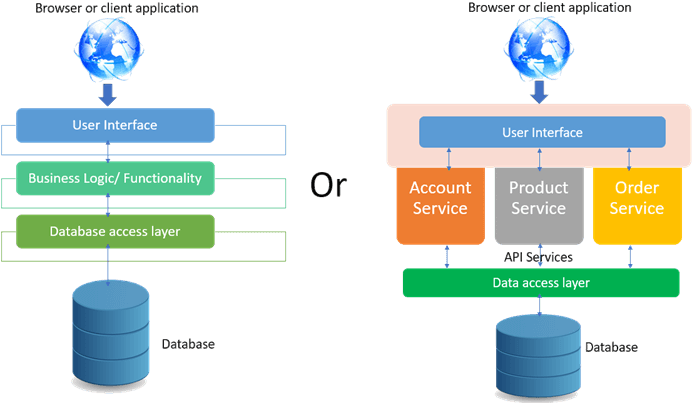 Browser or client application
User Interface
Business Logic/ Functionality
Database access layer
Database
Or
Browser or client application
User Interface
Account
Service
Product
Service
Order
Service
API Services
Data access layer
Database